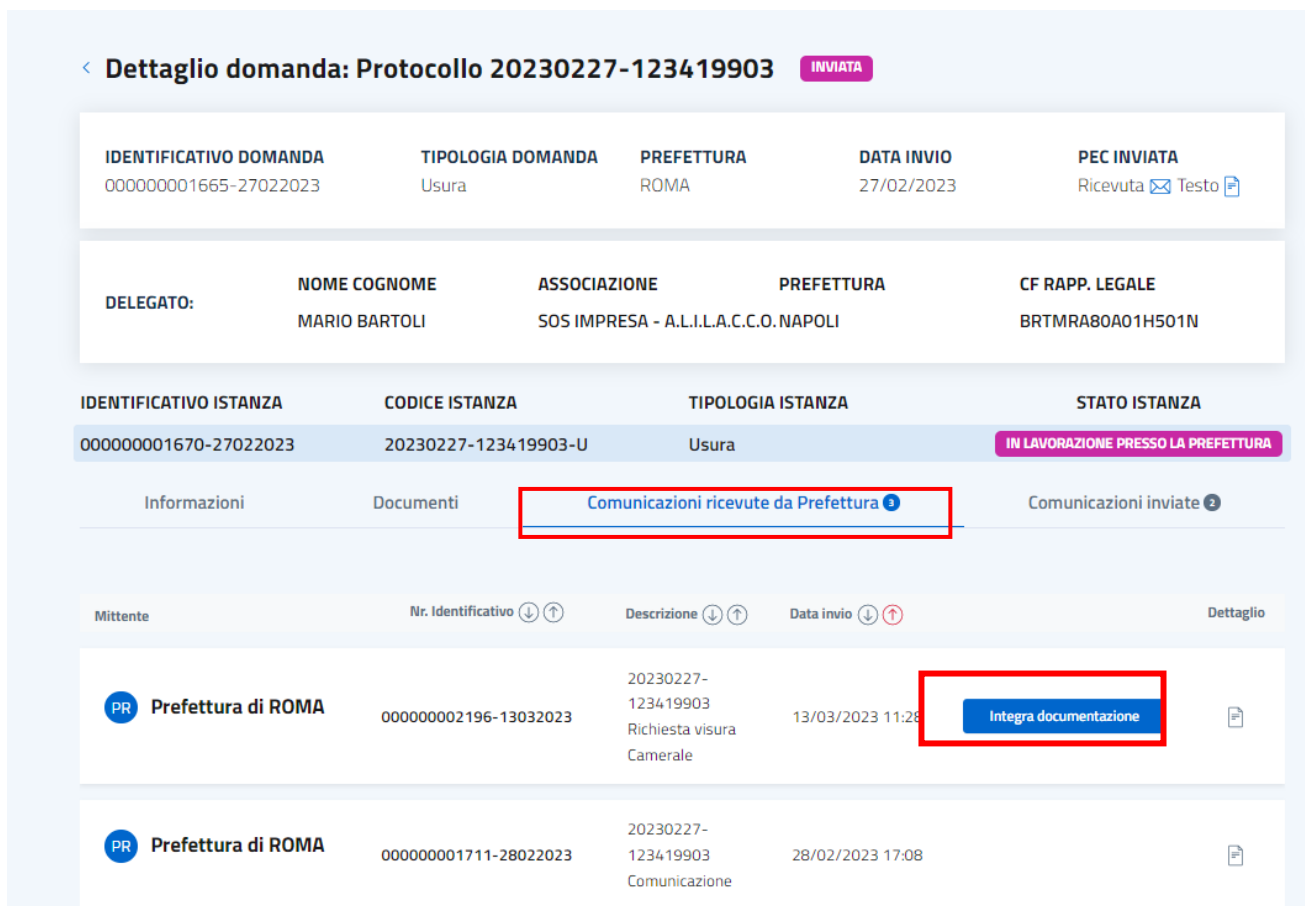 Dettaglio domanda: Protocollo 20230227-123419903 INVIATA
IDENTIFICATIVO DOMANDA TIPOLOGIA DOMANDA PREFETTURA DATA INVIO PEC INVIATA
000000001665-27022023 Usura ROMA 27/02/2023 Ricevuta Testo
NOME COGNOME ASSOCIAZIONE PREFETTURA CF RAPP. LEGALE
DELEGATO:
MARIO BARTOLI SOS IMPRESA - A.L.I.L.A.C.C.O. NAPOLI BRTMRA80A01H501N
IDENTIFICATIVO ISTANZA CODICE ISTANZA TIPOLOGIA ISTANZA STATO ISTANZA
000000001670-27022023 20230227-123419903-U Usura IN LAVORAZIONE PRESSO LA PREFETTURA
Informazioni Documenti Comunicazioni ricevute da Prefettura 3 Comunicazioni inviate 2
Mittente Nr. Identificativo Descrizione Data invio Dettaglio
20230227-
PR Prefettura di ROMA 123419903
000000002196-13032023 13/03/2023 11:28 Integra documentazione
Richiesta visura
Camerale
20230227-
PR Prefettura di ROMA 000000001711-28022023 123419903 28/02/2023 17:08
Comunicazione